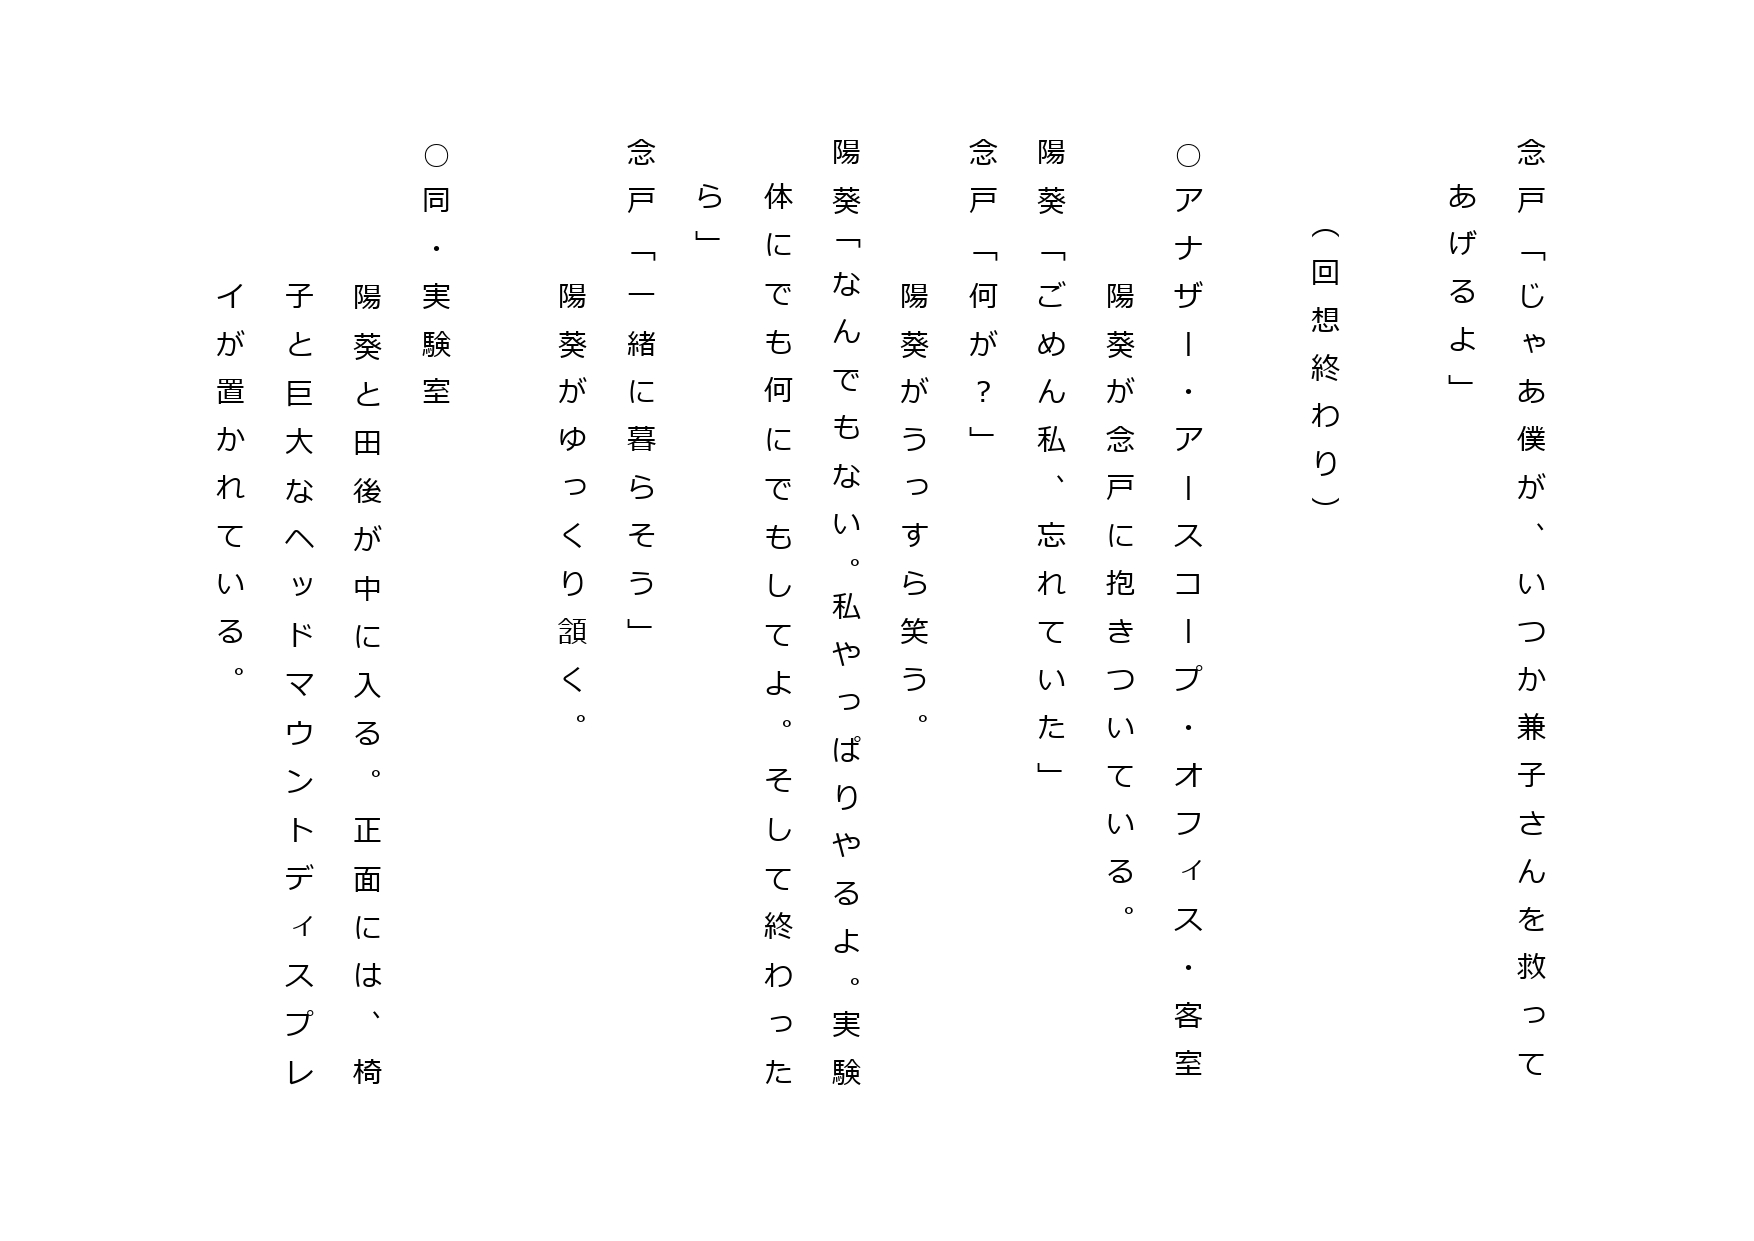 念戸「じゃあ僕が、いつか兼子さんを救って
あげるよ」
（回想終わり）
○アナザー・アースコープ・オフィス・客室
陽葵が念戸に抱きついている。
陽葵「ごめん私、忘れていた」
念戸「何が？」
陽葵がうっすら笑う。
陽葵「なんでもない。私やっぱりやるよ。実験
体にでも何にでもしてよ。そして終わった
ら」
念戸「一緒に暮らそう」
陽葵がゆっくり頷く。
○同・実験室
陽葵と田後が中に入る。正面には、椅
子と巨大なヘッドマウントディスプレ
イが置かれている。